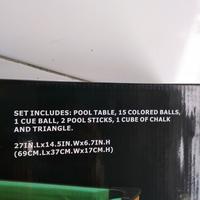 SET INCLUDES: POOL TABLE, 15 COLORED BALLS,
1 CUE BALL, 2 POOL STICKS, 1 CUBE OF CHALK
AND TRIANGLE.
27IN.Lx14.5IN.Wx6.7IN.H
(69CM.Lx37CM.Wx17CM.H)